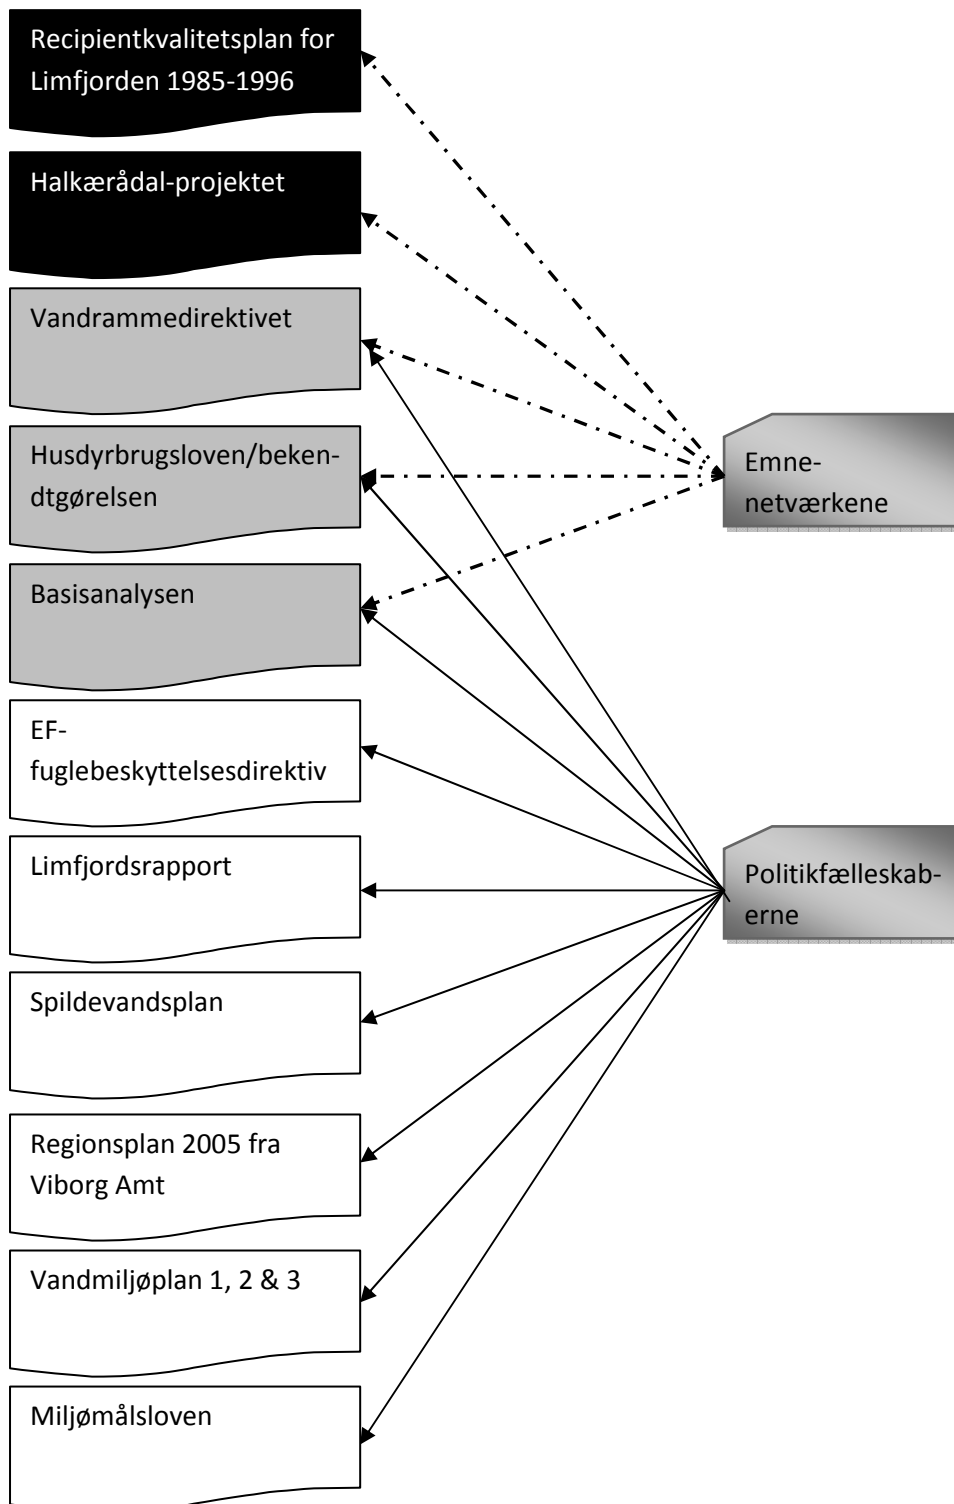 Recipientkvalitetsplan for
Limfjorden 1985-1996
Halkærådal-projektet
Vandrammedirektivet
Husdyrbrugsloven/beken-
dtgørelsen
Basisanalysen
EF-
fuglebeskyttelsesdirektiv
Limfjordsrapport
Spildevandsplan
Regionsplan 2005 fra
Viborg Amt
Vandmiljøplan 1, 2 & 3
Miljømålsloven
Emne-
netværkene
Politikfælleskab-
erne